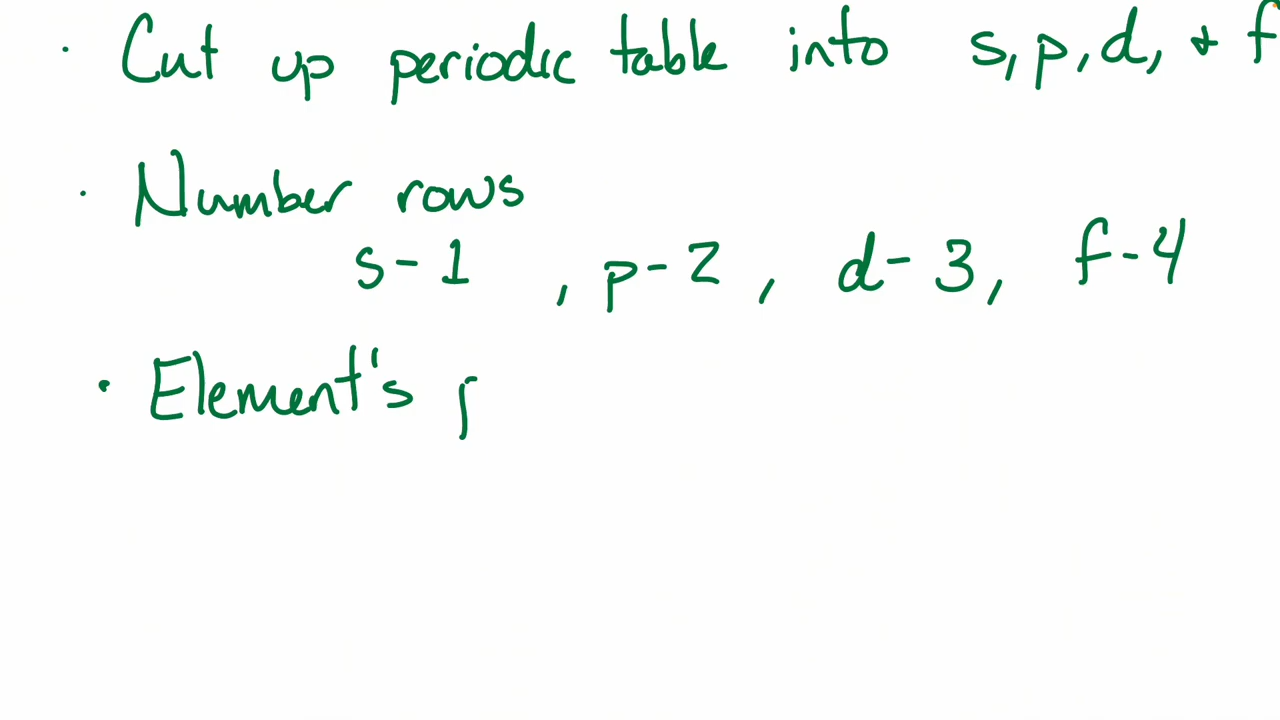 · Cut up periodic table into s, p, d, + f
· Number rows
s - 1 , p - 2 , d - 3 , f - 4
· Element's